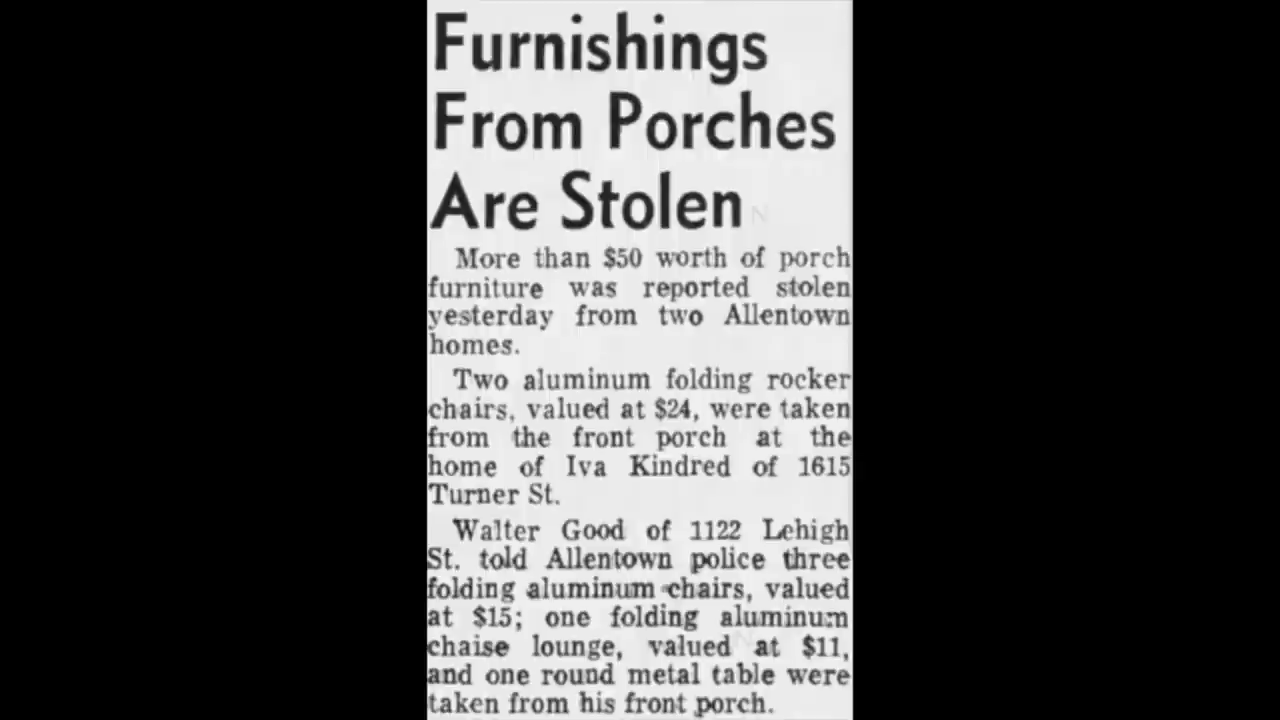 Furnishings
From Porches
Are Stolen
More than $50 worth of porch
furniture was reported stolen
yesterday from two Allentown
homes.
Two aluminum folding rocker
chairs, valued at $24, were taken
from the front porch at the
home of Iva Kindred of 1615
Turner St.
Walter Good of 1122 Lehigh
St. told Allentown police three
folding aluminum chairs, valued
at $15; one folding aluminum
chaise lounge, valued at $11,
and one round metal table were
taken from his front porch.